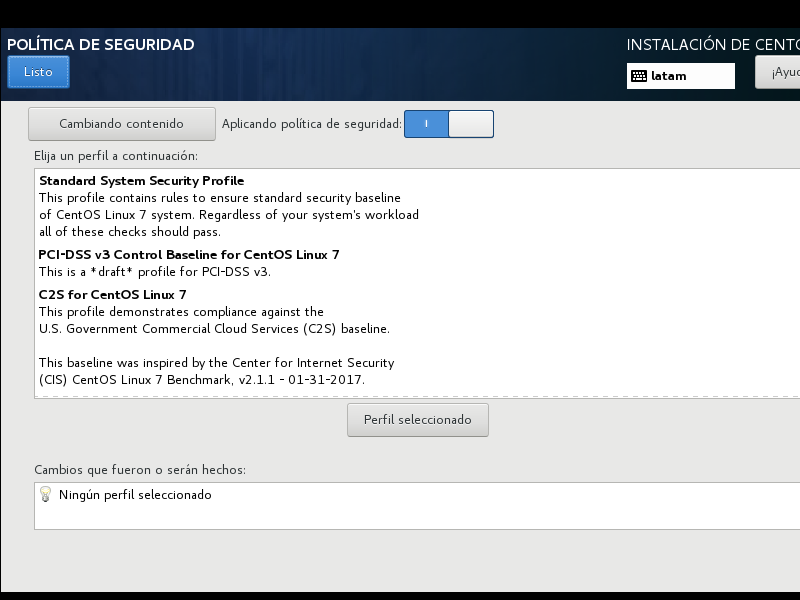 POLÍTICA DE SEGURIDAD
INSTALACIÓN DE CENTO
Listo
latam
¡Ayud
Cambiando contenido
Aplicando política de seguridad:
Elija un perfil a continuación:
Standard System Security Profile
This profile contains rules to ensure standard security baseline
of CentOS Linux 7 system. Regardless of your system's workload
all of these checks should pass.
PCI-DSS v3 Control Baseline for CentOS Linux 7
This is a *draft* profile for PCI-DSS v3.
C2S for CentOS Linux 7
This profile demonstrates compliance against the
U.S. Government Commercial Cloud Services (C2S) baseline.
This baseline was inspired by the Center for Internet Security
(CIS) CentOS Linux 7 Benchmark, v2.1.1 - 01-31-2017.
Perfil seleccionado
Cambios que fueron o serán hechos:
Ningún perfil seleccionado